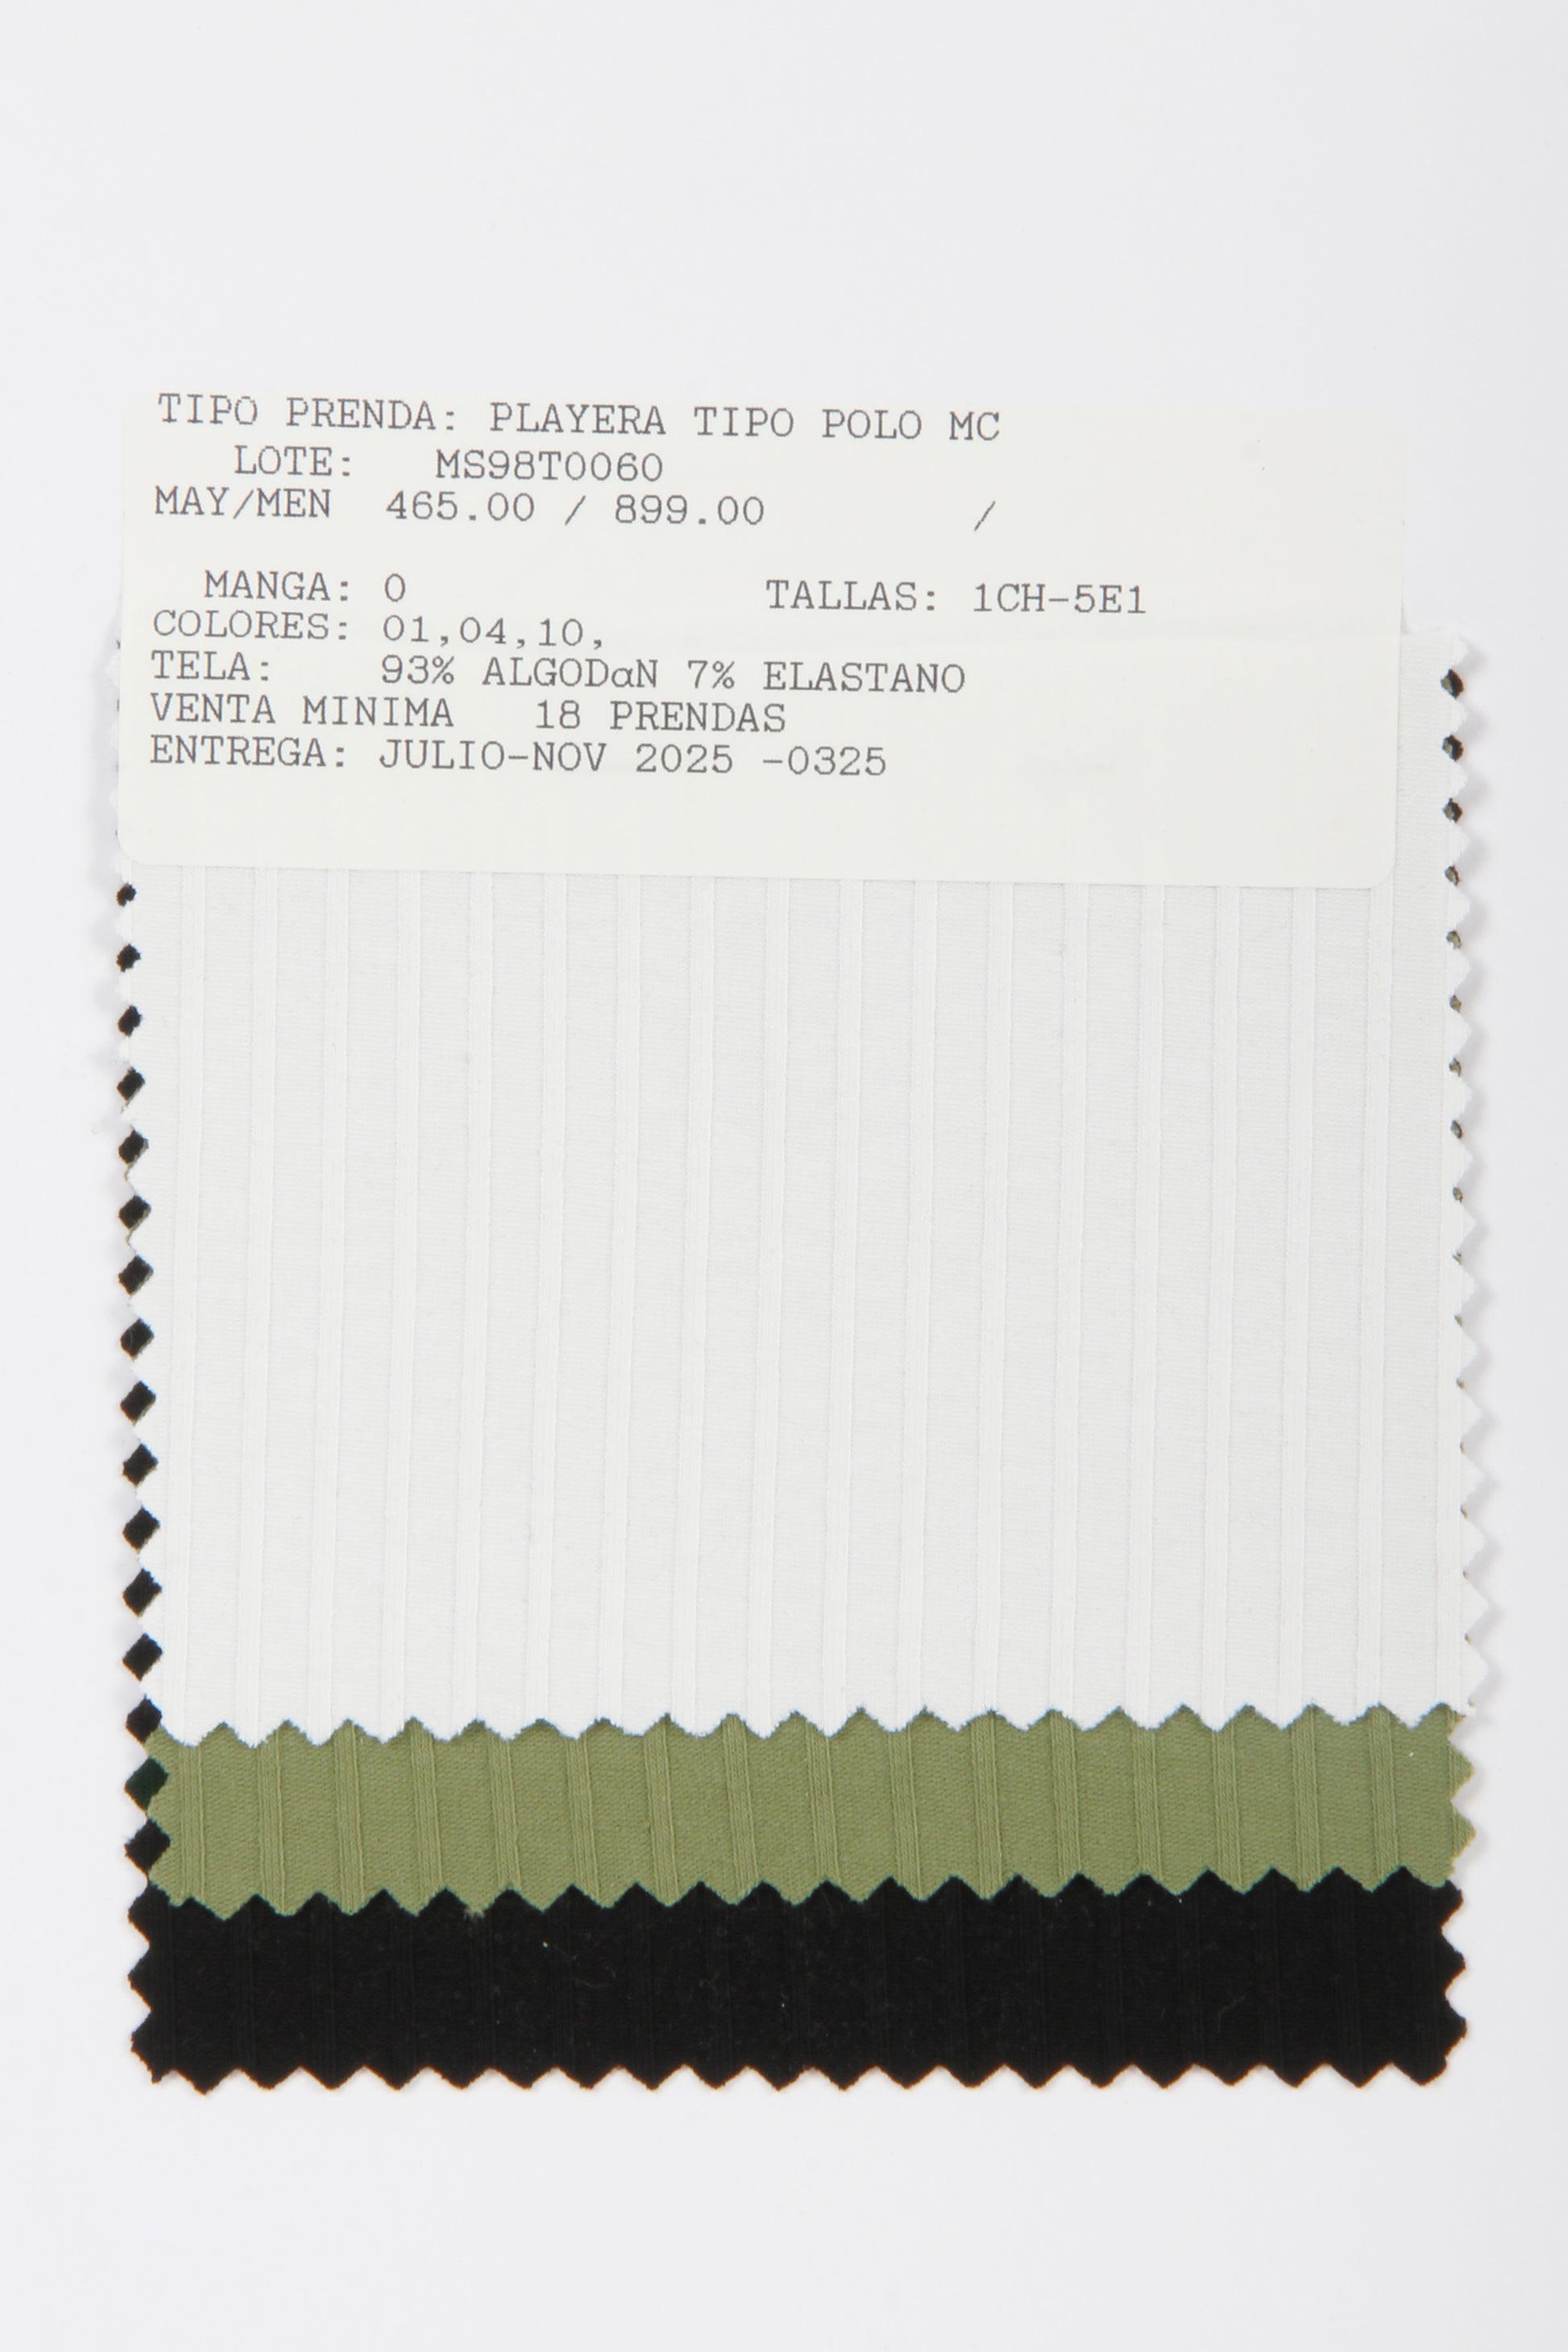 TIPO PRENDA: PLAYERA TIPO POLO MC
LOTE: MS98T0060
MAY/MEN 465.00 / 899.00 /
MANGA: 0 TALLAS: 1CH-5E1
COLORES: 01,04,10,
TELA: 93% ALGODαN 7% ELASTANO
VENTA MINIMA 18 PRENDAS
ENTREGA: JULIO-NOV 2025 -0325